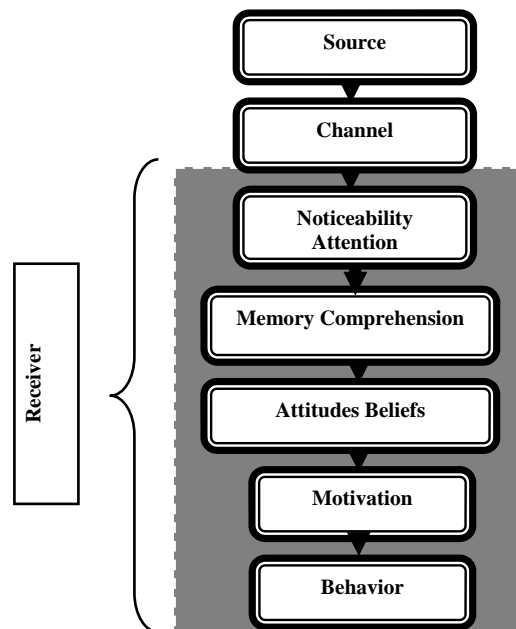 Source
Channel
Noticeability
Attention
Memory Comprehension
Attitudes Beliefs
Motivation
Behavior
Receiver